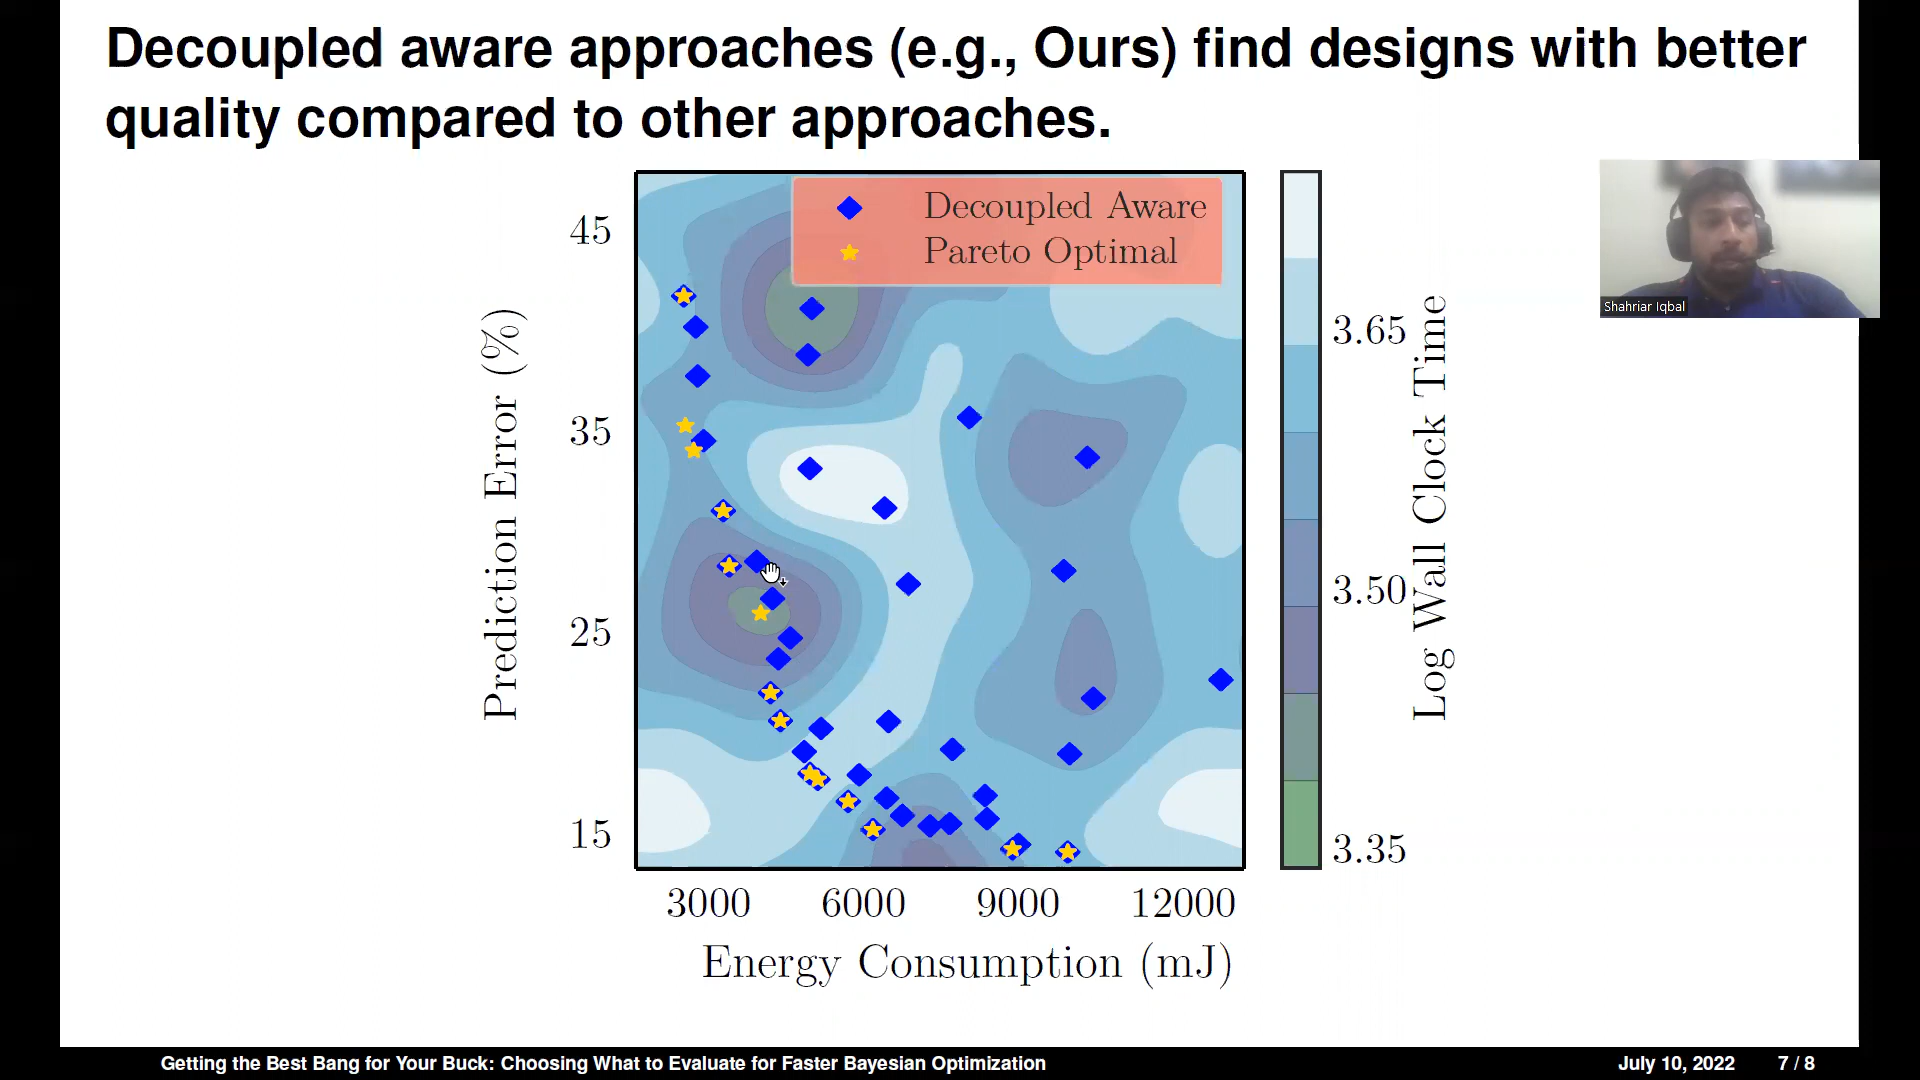 Decoupled aware approaches (e.g., Ours) find designs with better
quality compared to other approaches.
Decoupled Aware
Pareto Optimal
45
35
25
15
Prediction Error (%)
3000 6000 9000 12000
Energy Consumption (mJ)
3.65
3.50
3.35
Log Wall Clock Time
Shahriar Iqbal
Getting the Best Bang for Your Buck: Choosing What to Evaluate for Faster Bayesian Optimization July 10, 2022 7 / 8